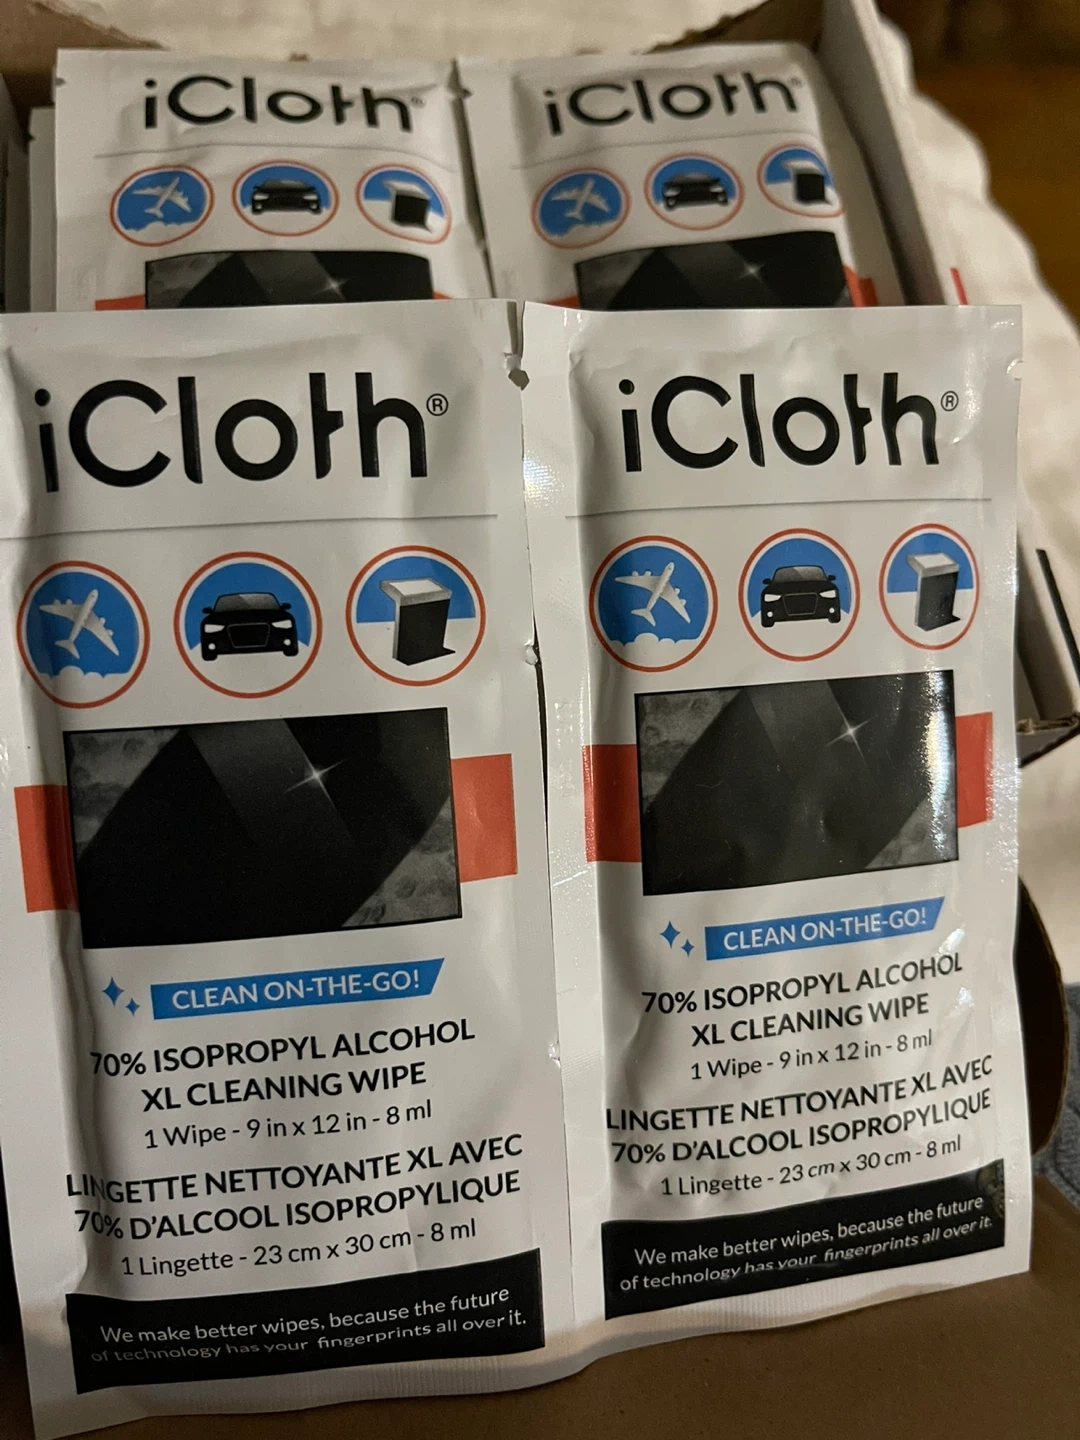 iCloth®
iCloth®
iCloth®
CLEAN ON-THE-GO!
70% ISOPROPYL ALCOHOL
XL CLEANING WIPE
1 Wipe - 9 in x 12 in - 8 ml
LINGETTE NETTOYANTE XL AVEC
70% D'ALCOOL ISOPROPYLIQUE
1 Lingette - 23 cm x 30 cm - 8 ml
We make better wipes, because the future
of technology has your fingerprints all over it.
iCloth®
CLEAN ON-THE-GO!
70% ISOPROPYL ALCOHOL
XL CLEANING WIPE
1 Wipe - 9 in x 12 in - 8 ml
LINGETTE NETTOYANTE XL AVEC
70% D'ALCOOL ISOPROPYLIQUE
1 Lingette - 23 cm x 30 cm - 8 ml
We make better wipes, because the future
of technology has your fingerprints all over it.